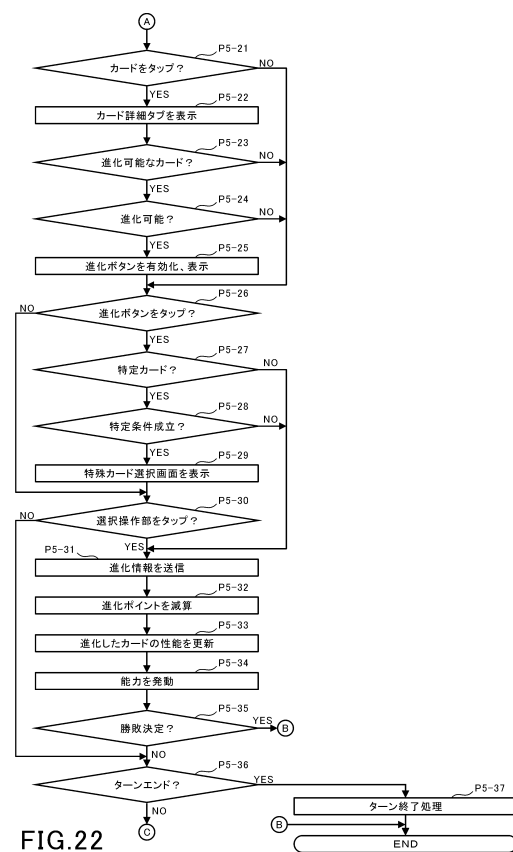 A
P5-21
カードをタップ?
NO
YES
P5-22
カード詳細タブを表示
P5-23
進化可能なカード?
NO
YES
P5-24
進化可能?
NO
YES
P5-25
進化ボタンを有効化、表示
P5-26
NO
進化ボタンをタップ?
YES
P5-27
特定カード?
NO
YES
P5-28
特定条件成立?
NO
YES
P5-29
特殊カード選択画面を表示
P5-30
NO
選択操作部をタップ?
YES
P5-31
進化情報を送信
P5-32
進化ポイントを減算
P5-33
進化したカードの性能を更新
P5-34
能力を発動
P5-35
勝敗決定?
YES
B
NO
P5-36
ターンエンド?
YES
NO
P5-37
ターン終了処理
C
B
END
FIG.22